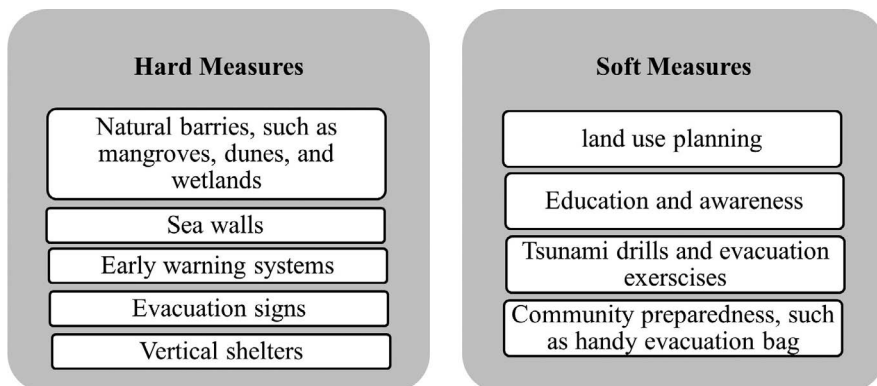 Hard Measures
Natural barries, such as
mangroves, dunes, and
wetlands
Sea walls
Early warning systems
Evacuation signs
Vertical shelters
Soft Measures
land use planning
Education and awareness
Tsunami drills and evacuation
exerscises
Community preparedness, such
as handy evacuation bag